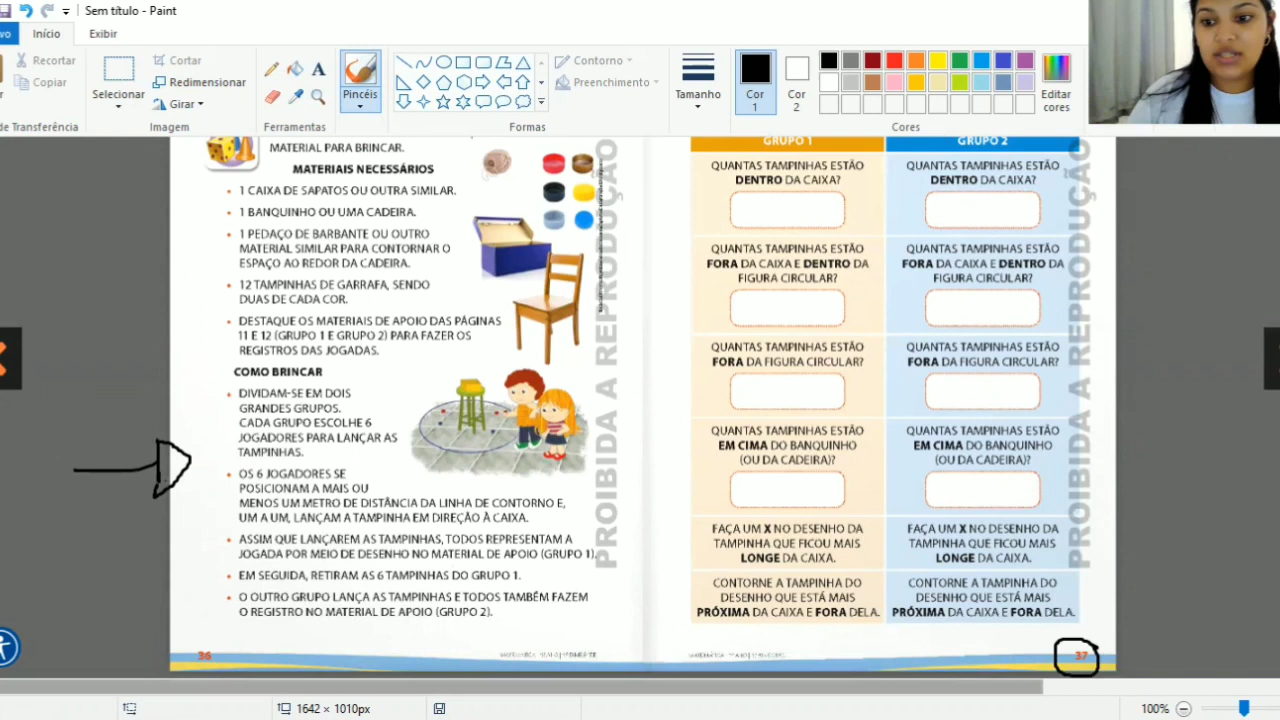 Sem título - Paint
Início
Exibir
Recortar
Copiar
de Transferência
Selecionar
Cortar
Redimensionar
Girar
Imagem
A
Ferramentas
Pincéis
Contorno
Preenchimento
Formas
Tamanho
Cor
1
Cor
2
Editar
cores
Cores
MATERIAL PARA BRINCAR.
MATERIAIS NECESSÁRIOS
• 1 CAIXA DE SAPATOS OU OUTRA SIMILAR.
• 1 BANQUINHO OU UMA CADEIRA.
• 1 PEDAÇO DE BARBANTE OU OUTRO
MATERIAL SIMILAR PARA CONTORNAR O
ESPAÇO AO REDOR DA CADEIRA.
• 12 TAMPINHAS DE GARRAFA, SENDO
DUAS DE CADA COR.
• DESTAQUE OS MATERIAIS DE APOIO DAS PÁGINAS
11 E 12 (GRUPO 1 E GRUPO 2) PARA FAZER OS
REGISTROS DAS JOGADAS.
COMO BRINCAR
• DIVIDAM-SE EM DOIS
GRANDES GRUPOS.
CADA GRUPO ESCOLHE 6
JOGADORES PARA LANÇAR AS
TAMPINHAS.
• OS 6 JOGADORES SE
POSICIONAM A MAIS OU
MENOS UM METRO DE DISTÂNCIA DA LINHA DE CONTORNO E,
UM A UM, LANÇAM A TAMPINHA EM DIREÇÃO À CAIXA.
• ASSIM QUE LANÇAREM AS TAMPINHAS, TODOS REPRESENTAM A
JOGADA POR MEIO DE DESENHO NO MATERIAL DE APOIO (GRUPO 1).
• EM SEGUIDA, RETIRAM AS 6 TAMPINHAS DO GRUPO 1.
• O OUTRO GRUPO LANÇA AS TAMPINHAS E TODOS TAMBÉM FAZEM
O REGISTRO NO MATERIAL DE APOIO (GRUPO 2).
36
PROIBIDA A REPRODUÇÃO
GRUPO 1
QUANTAS TAMPINHAS ESTÃO
DENTRO DA CAIXA?
QUANTAS TAMPINHAS ESTÃO
FORA DA CAIXA E DENTRO DA
FIGURA CIRCULAR?
QUANTAS TAMPINHAS ESTÃO
FORA DA FIGURA CIRCULAR?
QUANTAS TAMPINHAS ESTÃO
EM CIMA DO BANQUINHO
(OU DA CADEIRA)?
FAÇA UM X NO DESENHO DA
TAMPINHA QUE FICOU MAIS
LONGE DA CAIXA.
CONTORNE A TAMPINHA DO
DESENHO QUE ESTÁ MAIS
PRÓXIMA DA CAIXA E FORA DELA.
GRUPO 2
QUANTAS TAMPINHAS ESTÃO
DENTRO DA CAIXA?
QUANTAS TAMPINHAS ESTÃO
FORA DA CAIXA E DENTRO DA
FIGURA CIRCULAR?
QUANTAS TAMPINHAS ESTÃO
FORA DA FIGURA CIRCULAR?
QUANTAS TAMPINHAS ESTÃO
EM CIMA DO BANQUINHO
(OU DA CADEIRA)?
FAÇA UM X NO DESENHO DA
TAMPINHA QUE FICOU MAIS
LONGE DA CAIXA.
CONTORNE A TAMPINHA DO
DESENHO QUE ESTÁ MAIS
PRÓXIMA DA CAIXA E FORA DELA.
37
PROIBIDA A REPRODUÇÃO
1642 × 1010px
100%